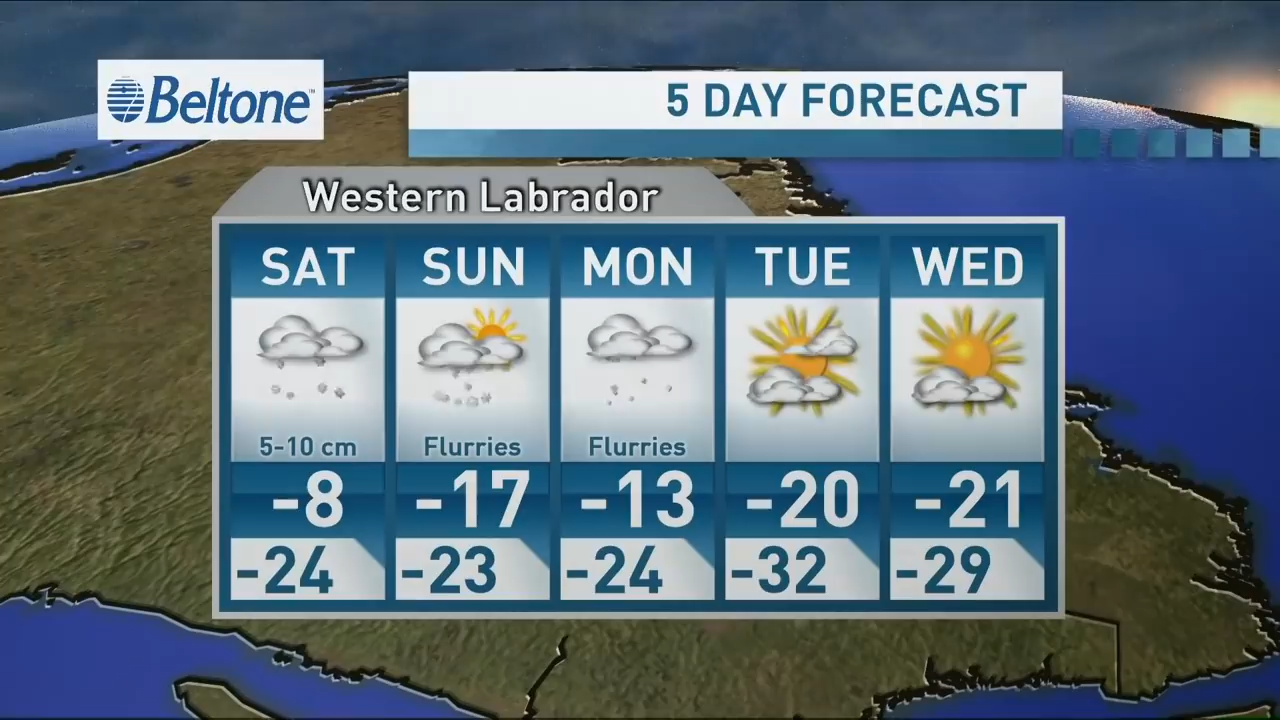 Beltone™
5 DAY FORECAST
Western Labrador
SAT SUN MON TUE WED
5-10 cm Flurries Flurries
-8 -17 -13 -20 -21
-24 -23 -24 -32 -29